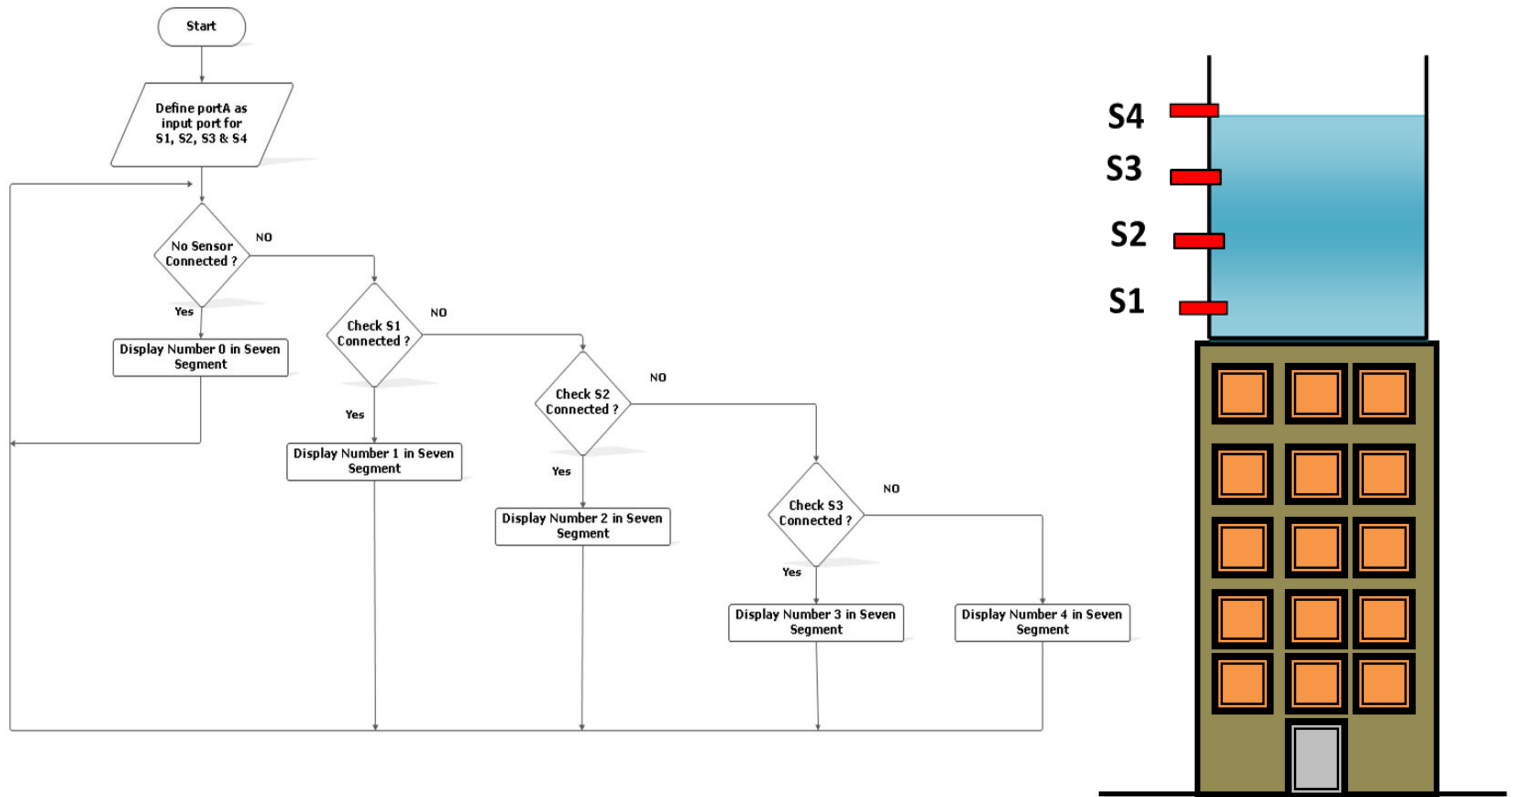 Start
Define portA as
input port for
S1, S2, S3 & S4
No Sensor
Connected ?
NO
Yes
Display Number 0 in Seven
Segment
Check S1
Connected ?
NO
Yes
Display Number 1 in Seven
Segment
Check S2
Connected ?
NO
Yes
Display Number 2 in Seven
Segment
Check S3
Connected ?
NO
Yes
Display Number 3 in Seven
Segment
Display Number 4 in Seven
Segment
S4
S3
S2
S1